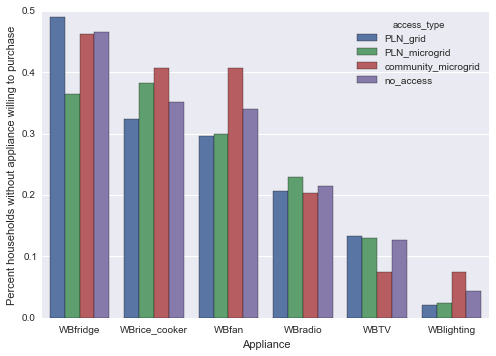 access_type
PLN_grid
PLN_microgrid
community_microgrid
no_access
Percent households without appliance willing to purchase
0.5
0.4
0.3
0.2
0.1
0.0
WBfridge WBrice_cooker WBfan WBradio WBTV WBlighting
Appliance